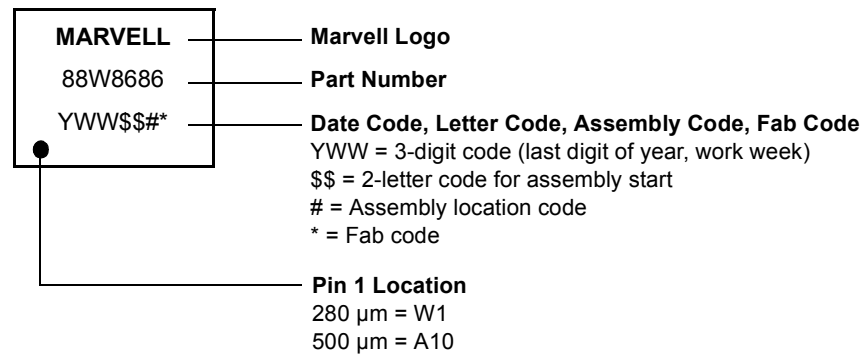 MARVELL Marvell Logo
88W8686 Part Number
YWW$$#* Date Code, Letter Code, Assembly Code, Fab Code
YWW = 3-digit code (last digit of year, work week)
$$ = 2-letter code for assembly start
# = Assembly location code
* = Fab code
Pin 1 Location
280 µm = W1
500 µm = A10